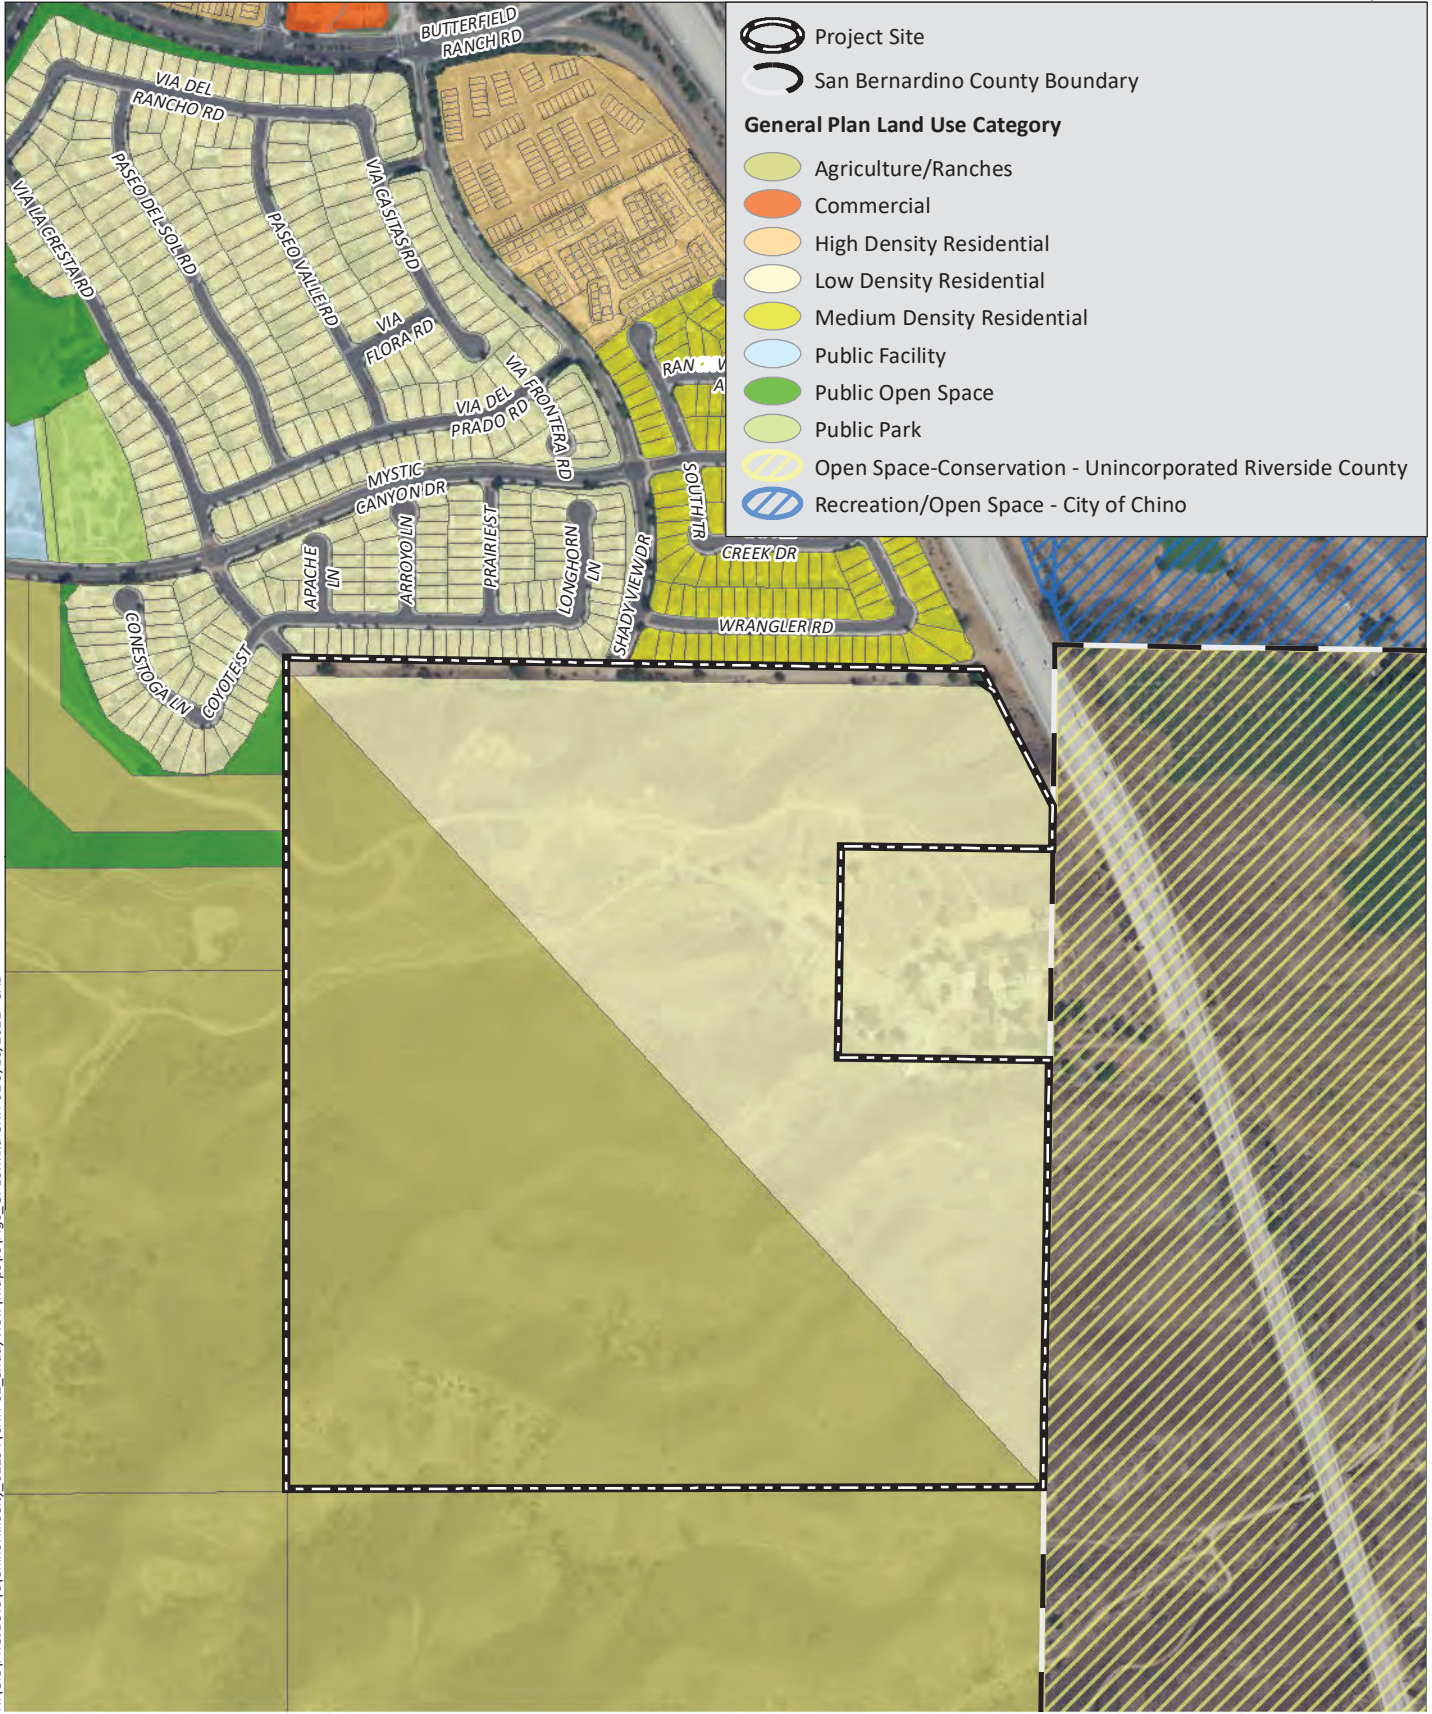 BUTTERFIELD
RANCH RD
VIA DEL
RANCHO RD
PASEO DEL SOL RD
VIA LA CRESTA RD
PASEO VALLE RD
VIA CASITAS RD
VIA
FLORA RD
VIA FRONTERA RD
VIA DEL
PRADO RD
MYSTIC
CANYON DR
APACHE
LN
ARROYO LN
PRAIRIE ST
LONGHORN
LN
SHADY VIEW DR
SOUTH TR
CREEK DR
WRANGLER RD
CONESTOGA LN
COYOTE ST
Project Site
San Bernardino County Boundary
General Plan Land Use Category
Agriculture/Ranches
Commercial
High Density Residential
Low Density Residential
Medium Density Residential
Public Facility
Public Open Space
Public Park
Open Space-Conservation - Unincorporated Riverside County
Recreation/Open Space - City of Chino